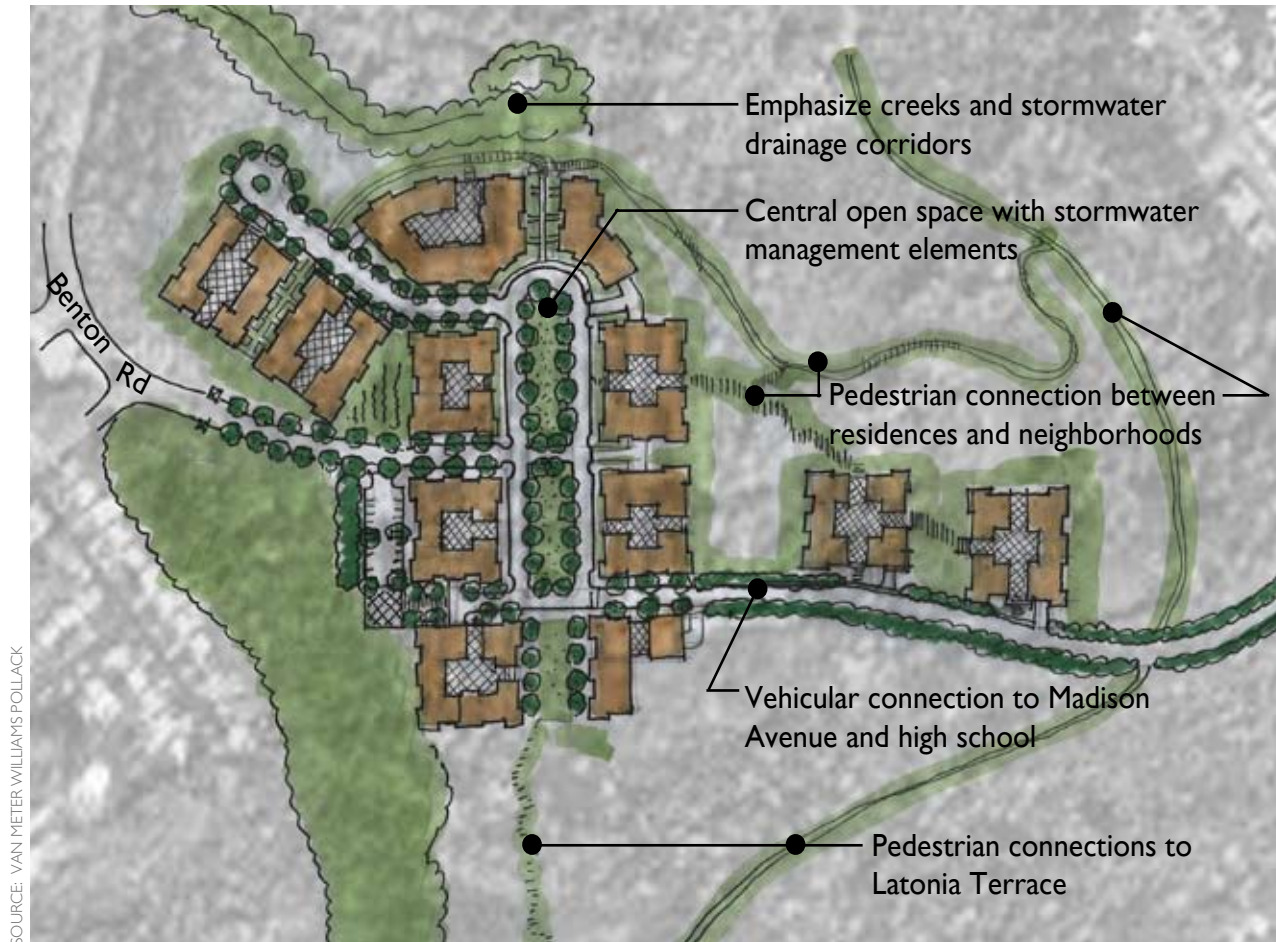 Emphasize creeks and stormwater
drainage corridors
Central open space with stormwater
management elements
Benton
Rd
Pedestrian connection between
residences and neighborhoods
Vehicular connection to Madison
Avenue and high school
Pedestrian connections to
Latonia Terrace
SOURCE: VAN METER WILLIAMS POLLACK